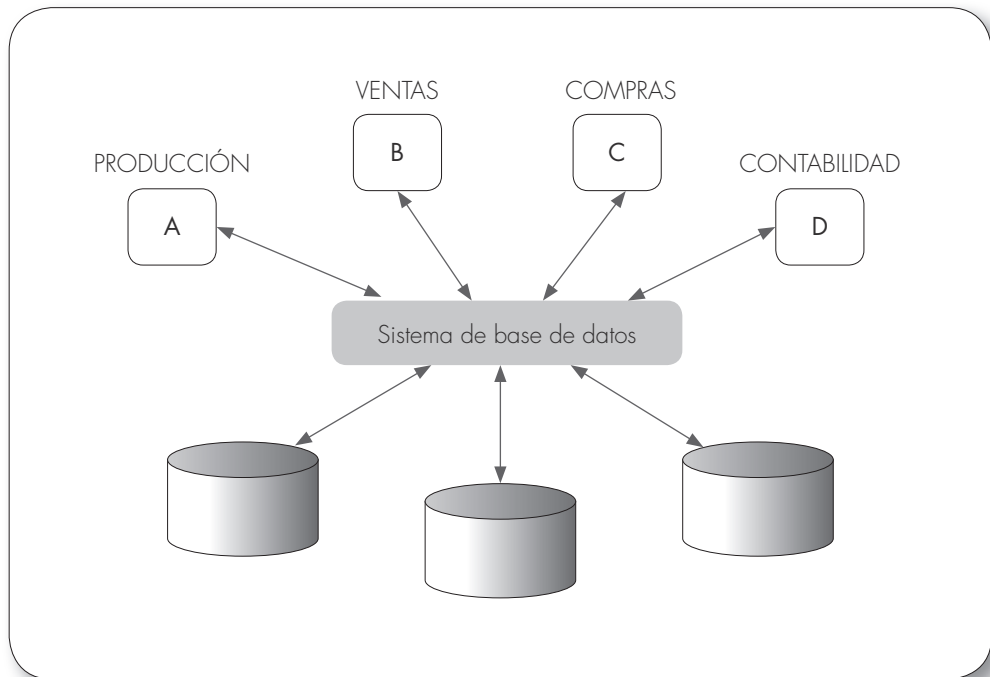 VENTAS
COMPRAS
B
C
PRODUCCIÓN
CONTABILIDAD
A
D
Sistema de base de datos